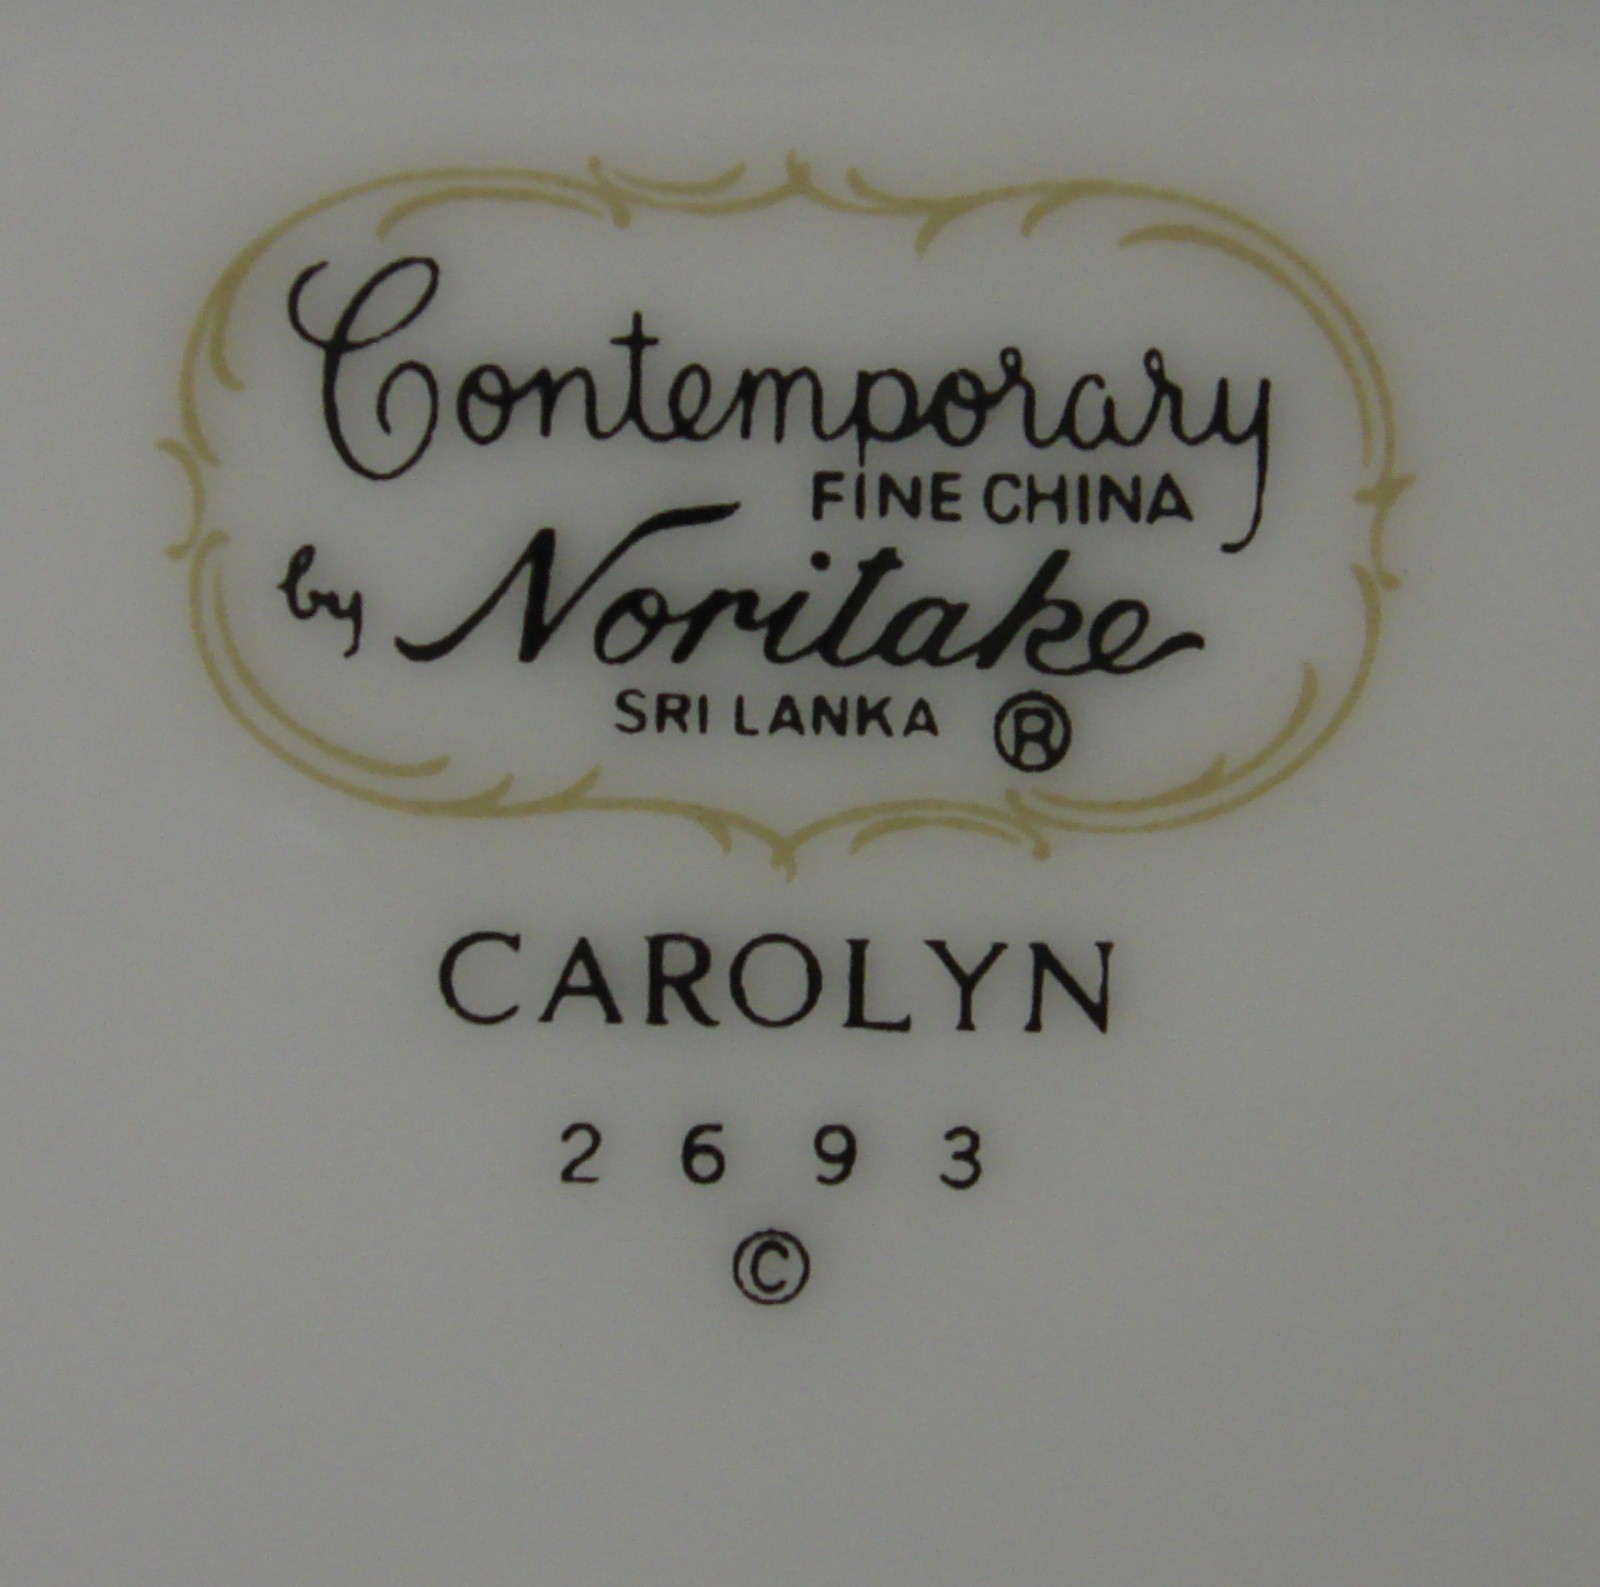 Contemporary
FINE CHINA
by Noritake
SRI LANKA ®
CAROLYN
2693
©